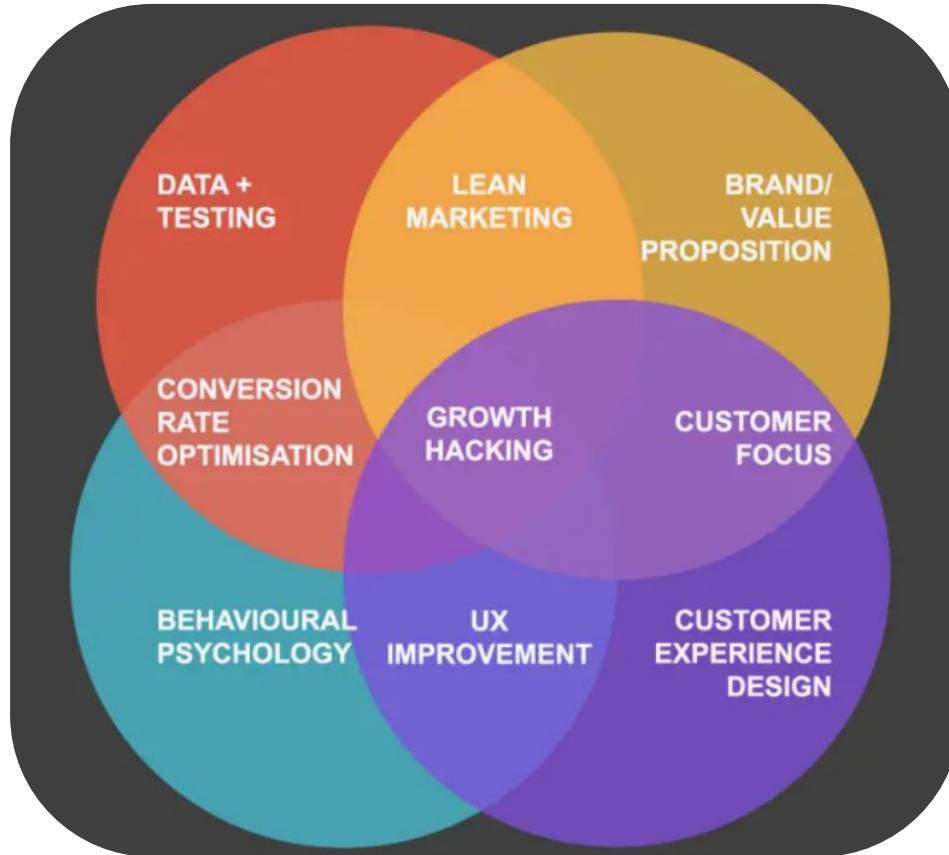 DATA +
TESTING
LEAN
MARKETING
BRAND/
VALUE
PROPOSITION
CONVERSION
RATE
OPTIMISATION
GROWTH
HACKING
CUSTOMER
FOCUS
BEHAVIOURAL
PSYCHOLOGY
UX
IMPROVEMENT
CUSTOMER
EXPERIENCE
DESIGN